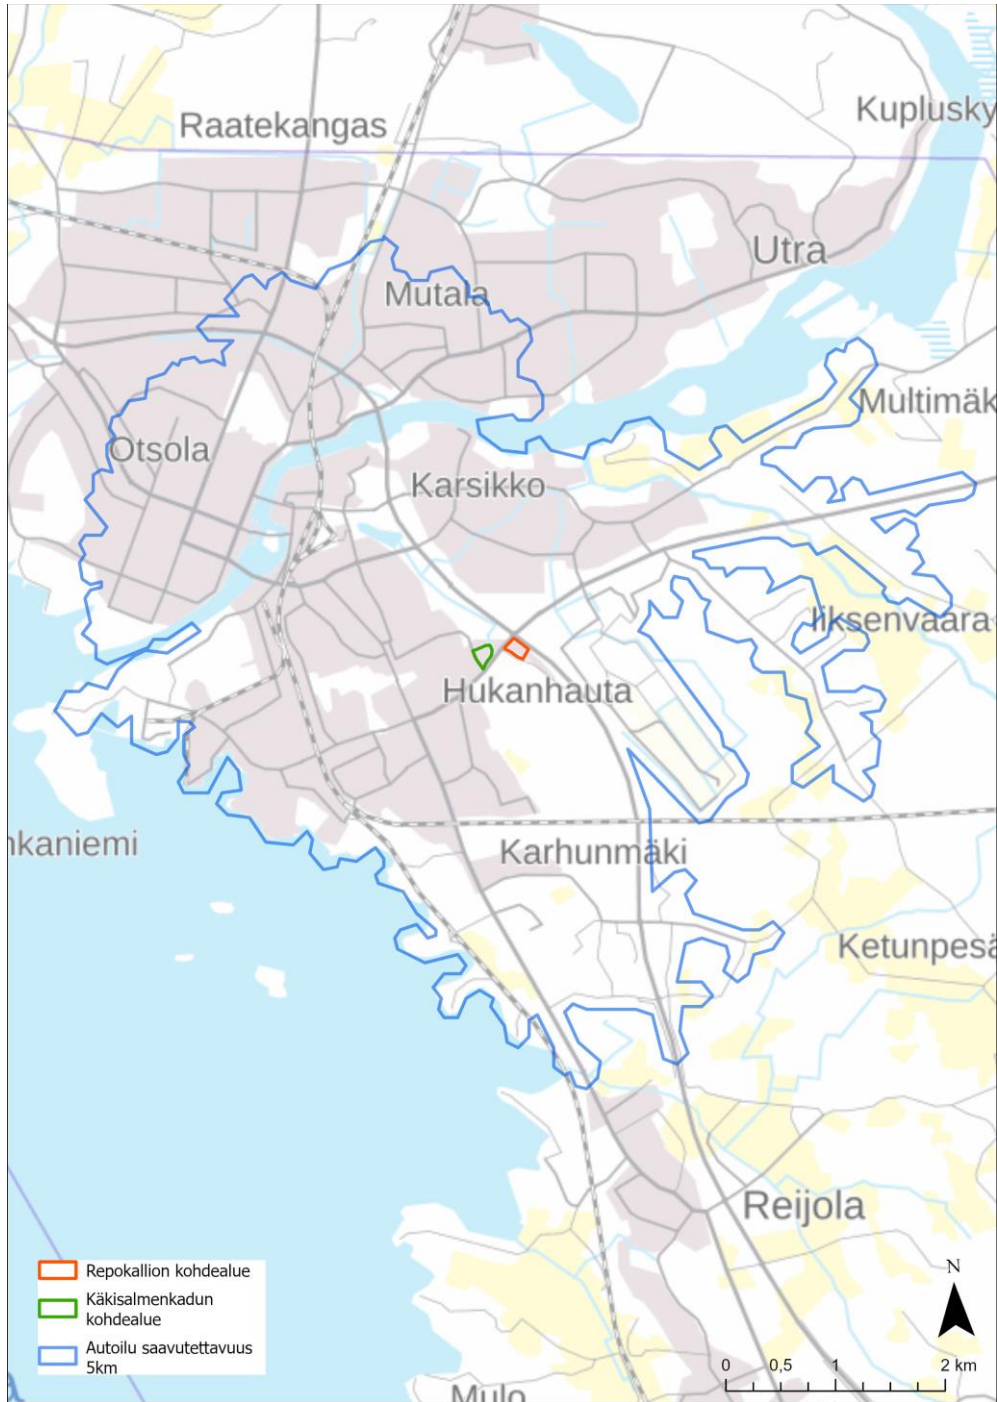 Kuplusky
Raatekangas
Utra
Mutala
Multimäk
Otsola
Karsikko
Iiksenvaara
Hukanhauta
nkaniemi
Karhunmäki
Ketunpesä
Reijola
Repokallion kohdealue
Käkisalmenkadun
kohdealue
Autoilu saavutettavuus
5km
N
0 0,5 1 2 km
Mulo